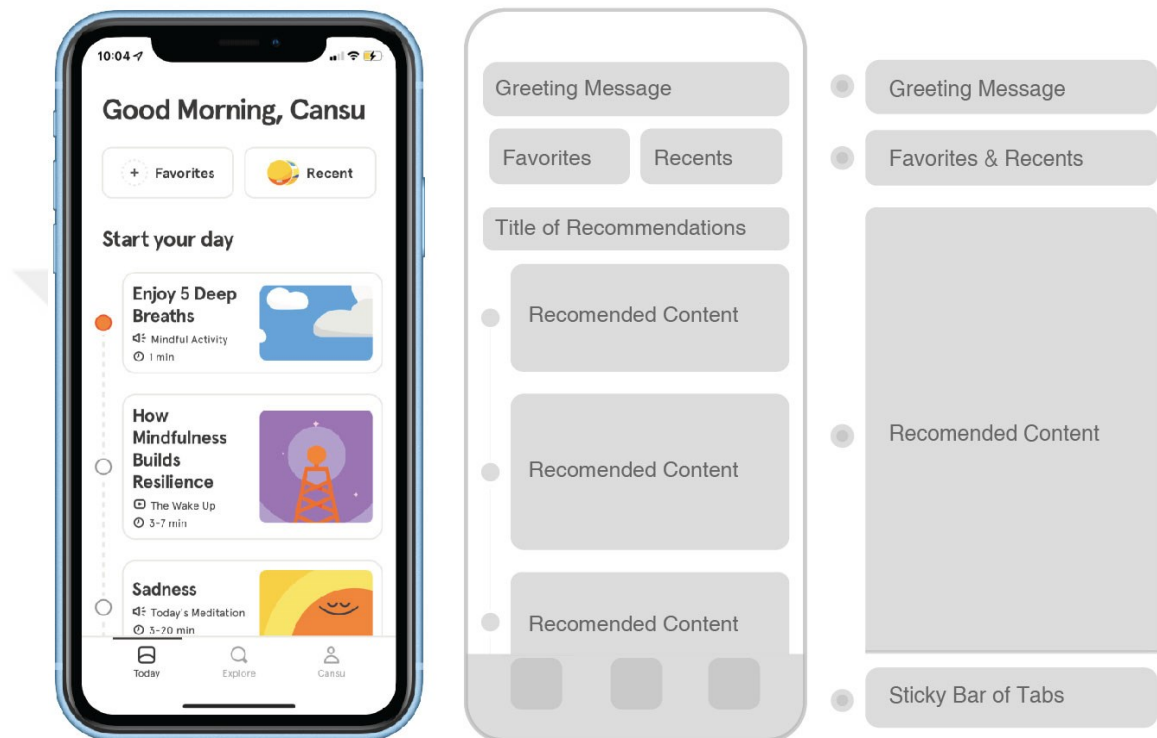 10:04
Good Morning, Cansu
+ Favorites
Recent
Start your day
Enjoy 5 Deep
Breaths
Mindful Activity
1 min
How
Mindfulness
Builds
Resilience
The Wake Up
3-7 min
Sadness
Today's Meditation
3-20 min
Today
Explore
Cansu
Greeting Message
Favorites
Recents
Title of Recommendations
Recomended Content
Recomended Content
Recomended Content
Greeting Message
Favorites & Recents
Recomended Content
Sticky Bar of Tabs